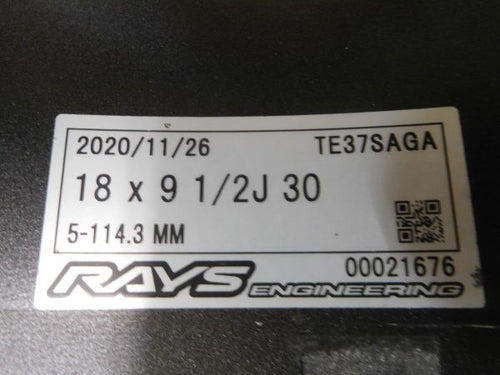 2020/11/26 TE37SAGA
18 x 9 1/2J 30
5-114.3 MM
RAYS ENGINEERING 00021676